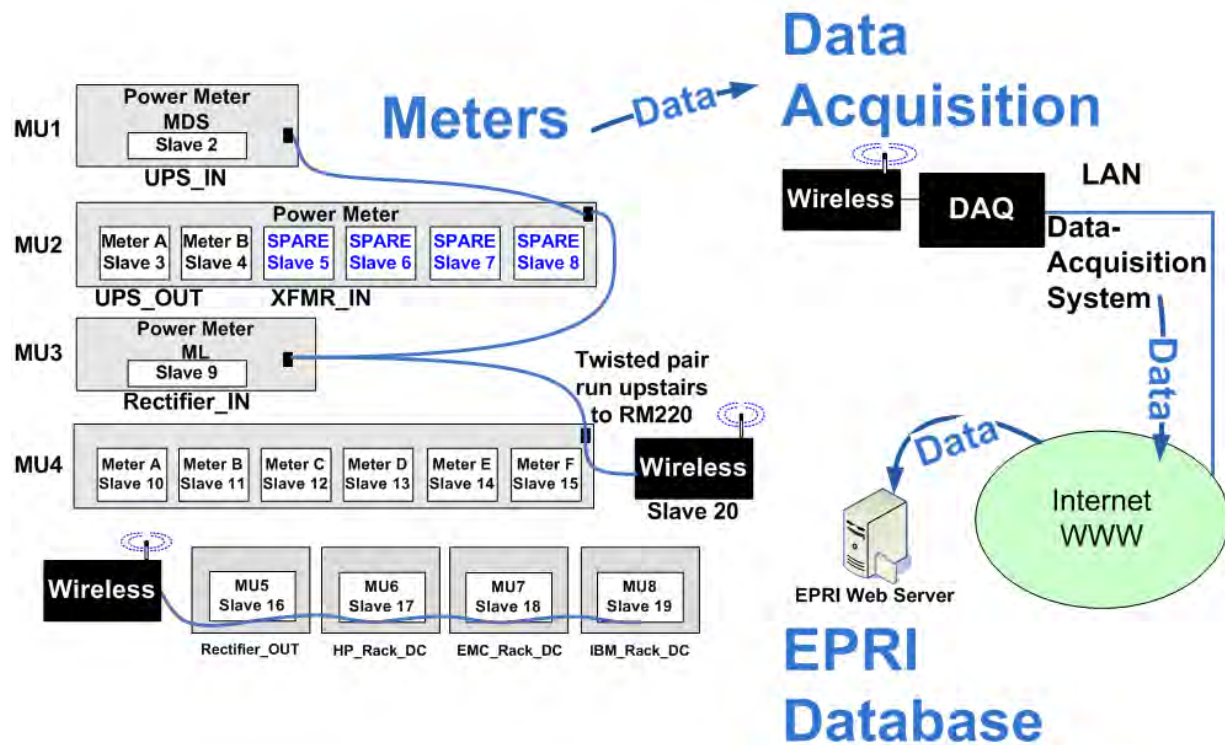 Meters
Data
Data
Acquisition
MU1
Power Meter
MDS
Slave 2
UPS_IN
MU2
Power Meter
Meter A
Slave 3
Meter B
Slave 4
SPARE
Slave 5
SPARE
Slave 6
SPARE
Slave 7
SPARE
Slave 8
UPS_OUT
XFMR_IN
MU3
Power Meter
ML
Slave 9
Rectifier_IN
Twisted pair
run upstairs
to RM220
MU4
Meter A
Slave 10
Meter B
Slave 11
Meter C
Slave 12
Meter D
Slave 13
Meter E
Slave 14
Meter F
Slave 15
Wireless
Slave 20
Wireless
MU5
Slave 16
MU6
Slave 17
MU7
Slave 18
MU8
Slave 19
Rectifier_OUT
HP_Rack_DC
EMC_Rack_DC
IBM_Rack_DC
Wireless
DAQ
LAN
Data-
Acquisition
System
Data
Data
Internet
WWW
EPRI Web Server
EPRI
Database